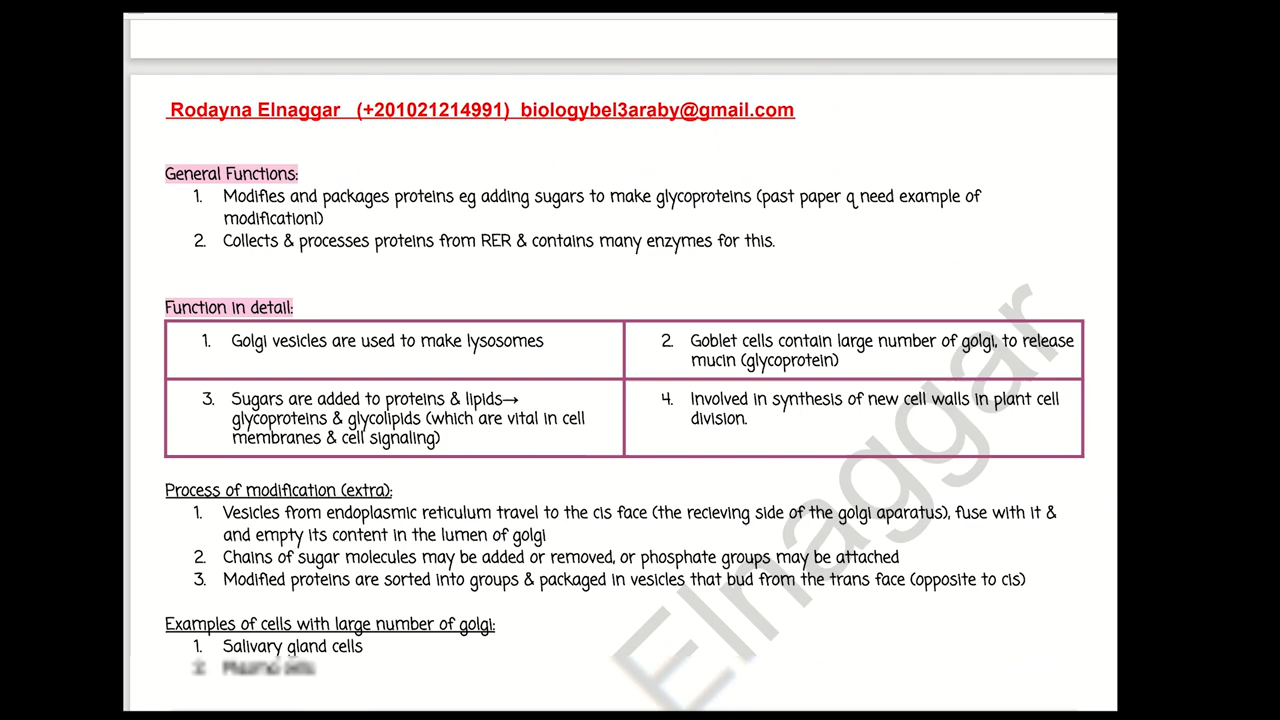 Rodayna Elnaggar (+201021214991) biologybel3araby@gmail.com
General Functions:
1. Modifies and packages proteins eg adding sugars to make glycoproteins (past paper q need example of
modification!)
2. Collects & processes proteins from RER & contains many enzymes for this.
Function in detail:
1. Golgi vesicles are used to make lysosomes
2. Goblet cells contain large number of golgi, to release
mucin (glycoprotein)
3. Sugars are added to proteins & lipids→
glycoproteins & glycolipids (which are vital in cell
membranes & cell signaling)
4. Involved in synthesis of new cell walls in plant cell
division.
Process of modification (extra):
1. Vesicles from endoplasmic reticulum travel to the cis face (the recieving side of the golgi aparatus), fuse with it &
and empty its content in the lumen of golgi
2. Chains of sugar molecules may be added or removed, or phosphate groups may be attached
3. Modified proteins are sorted into groups & packaged in vesicles that bud from the trans face (opposite to cis)
Examples of cells with large number of golgi:
1. Salivary gland cells
2.
Elnaggar